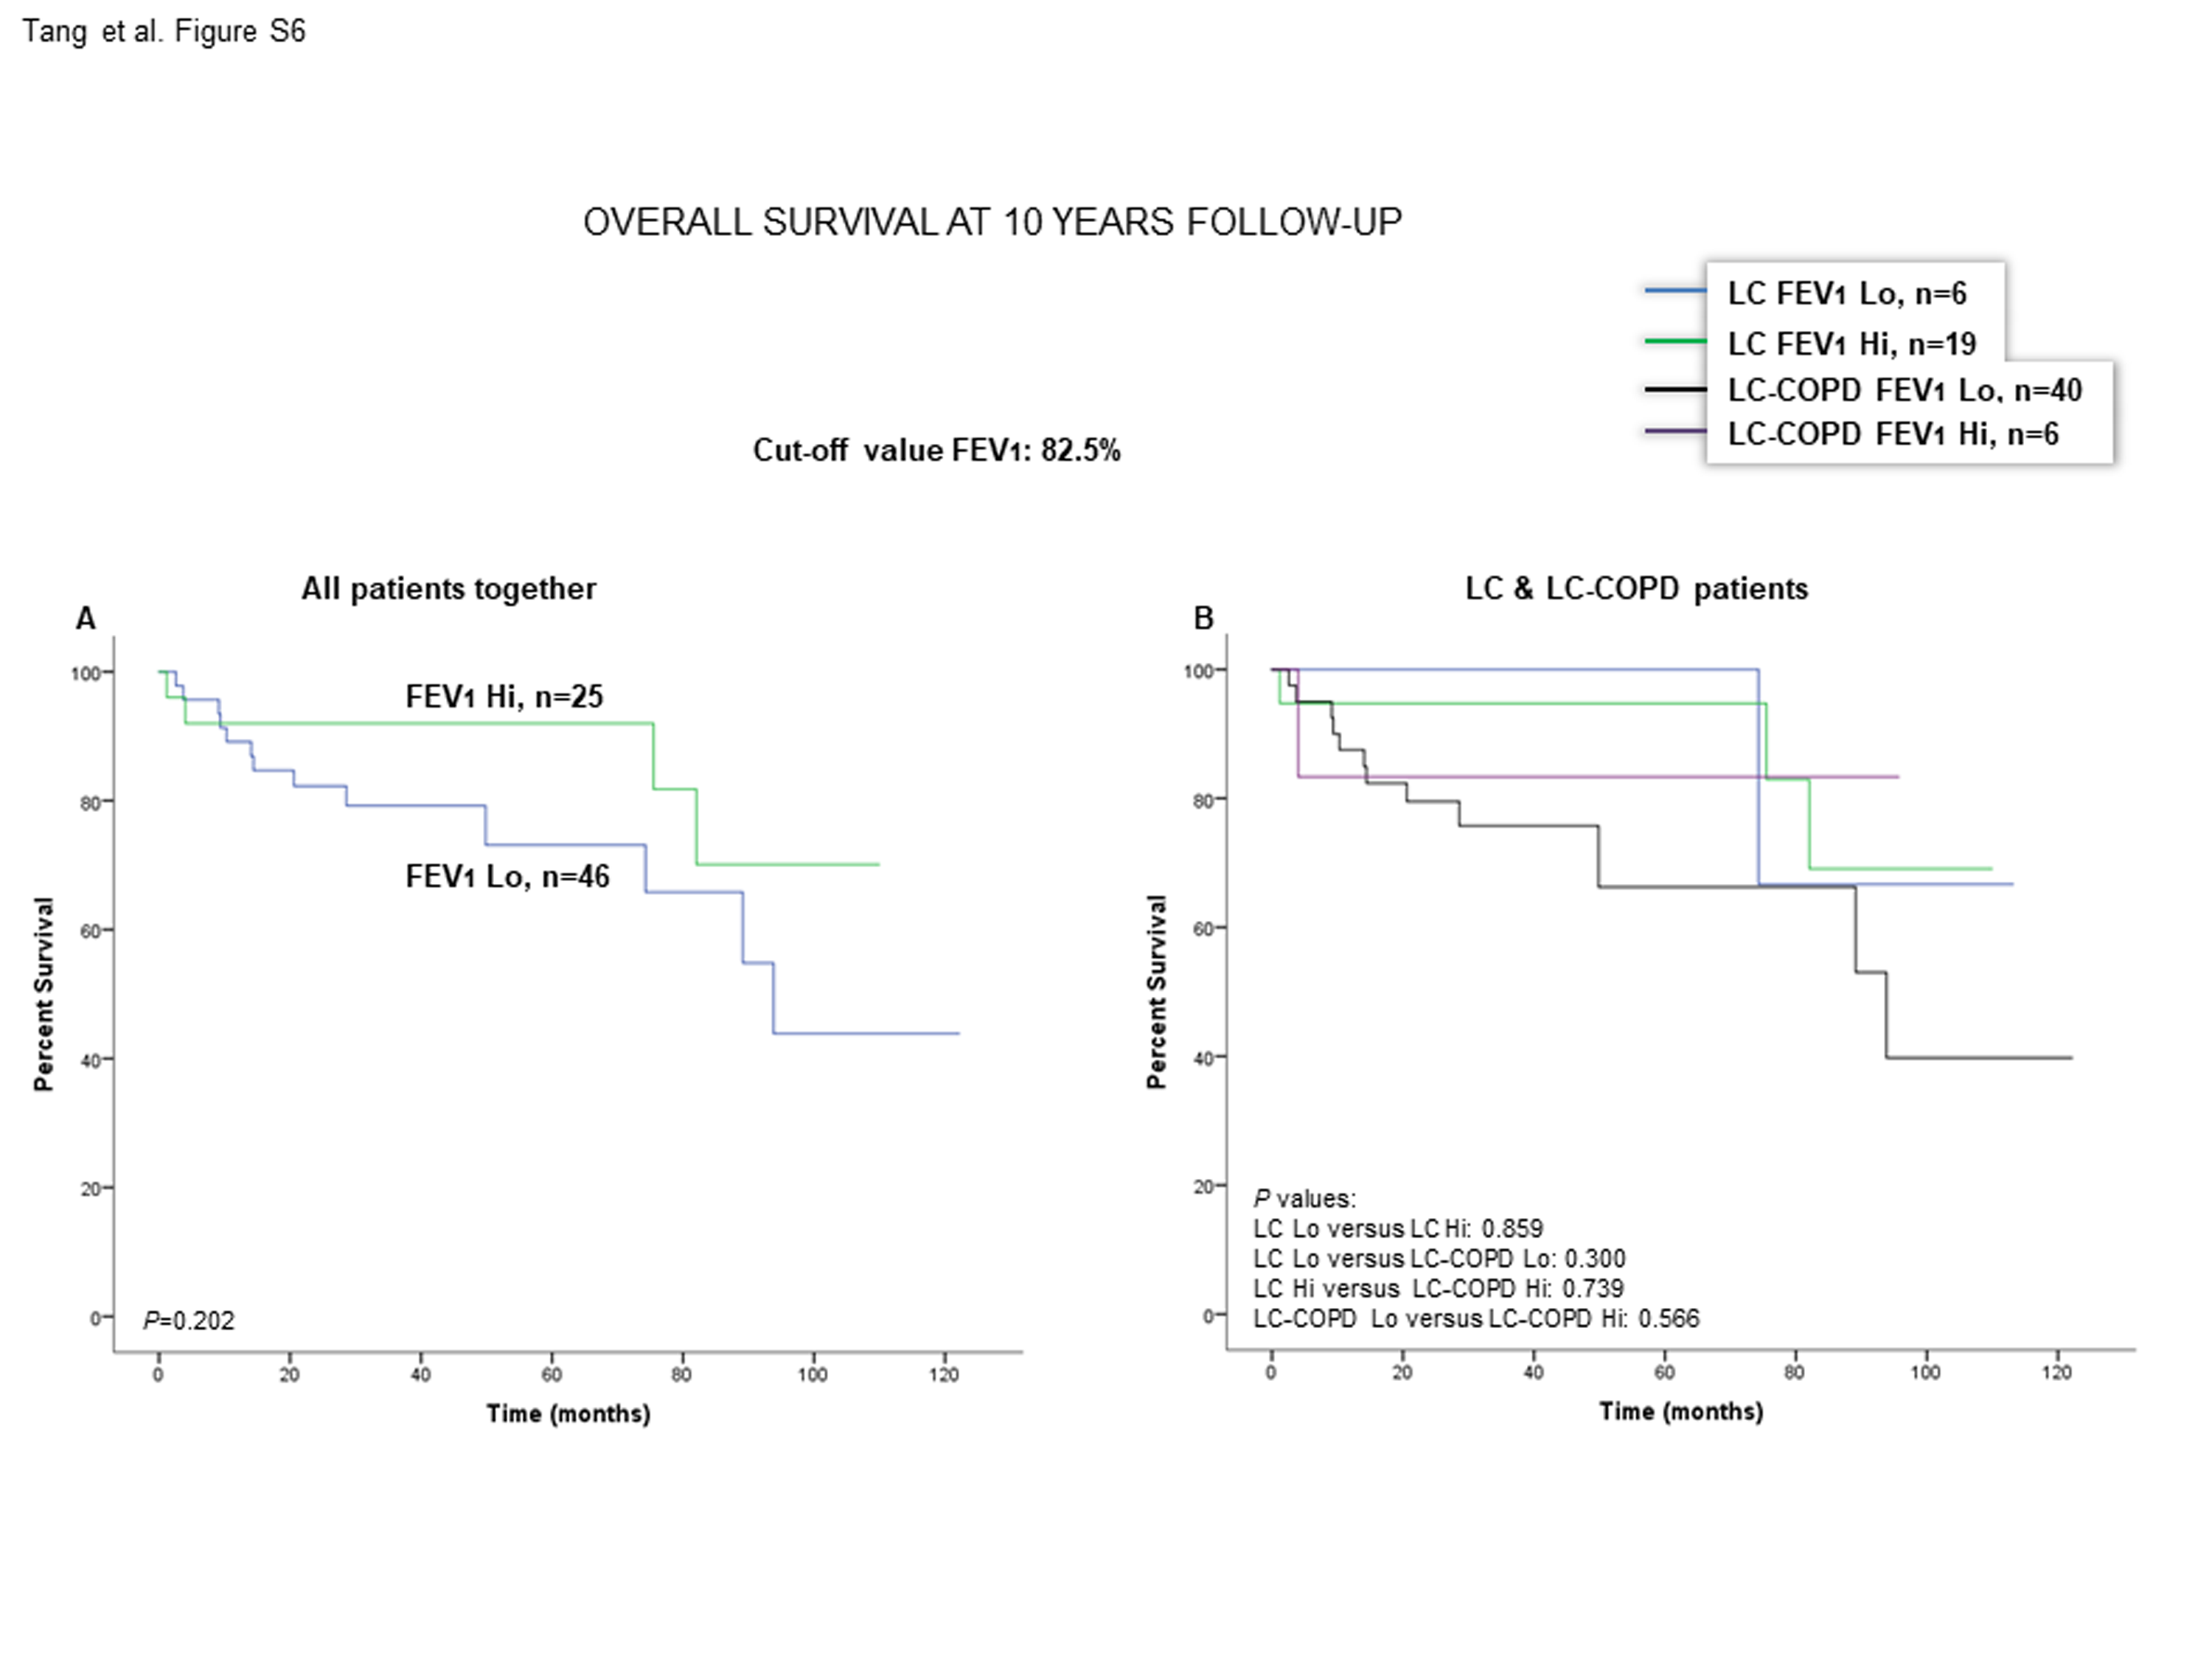 Tang et al. Figure S6
OVERALL SURVIVAL AT 10 YEARS FOLLOW-UP
LC FEV1 Lo, n=6
LC FEV1 Hi, n=19
LC-COPD FEV1 Lo, n=40
LC-COPD FEV1 Hi, n=6
Cut-off value FEV1: 82.5%
All patients together
A
Percent Survival
100
80
60
40
20
0
FEV1 Hi, n=25
FEV1 Lo, n=46
P=0.202
0 20 40 60 80 100 120
Time (months)
LC & LC-COPD patients
B
Percent Survival
100
80
60
40
20
0
P values:
LC Lo versus LC Hi: 0.859
LC Lo versus LC-COPD Lo: 0.300
LC Hi versus LC-COPD Hi: 0.739
LC-COPD Lo versus LC-COPD Hi: 0.566
0 20 40 60 80 100 120
Time (months)